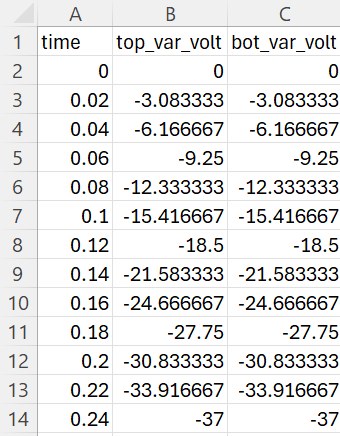 A B C
1 time top_var_volt bot_var_volt
2 0 0 0
3 0.02 -3.083333 -3.083333
4 0.04 -6.166667 -6.166667
5 0.06 -9.25 -9.25
6 0.08 -12.333333 -12.333333
7 0.1 -15.416667 -15.416667
8 0.12 -18.5 -18.5
9 0.14 -21.583333 -21.583333
10 0.16 -24.666667 -24.666667
11 0.18 -27.75 -27.75
12 0.2 -30.833333 -30.833333
13 0.22 -33.916667 -33.916667
14 0.24 -37 -37